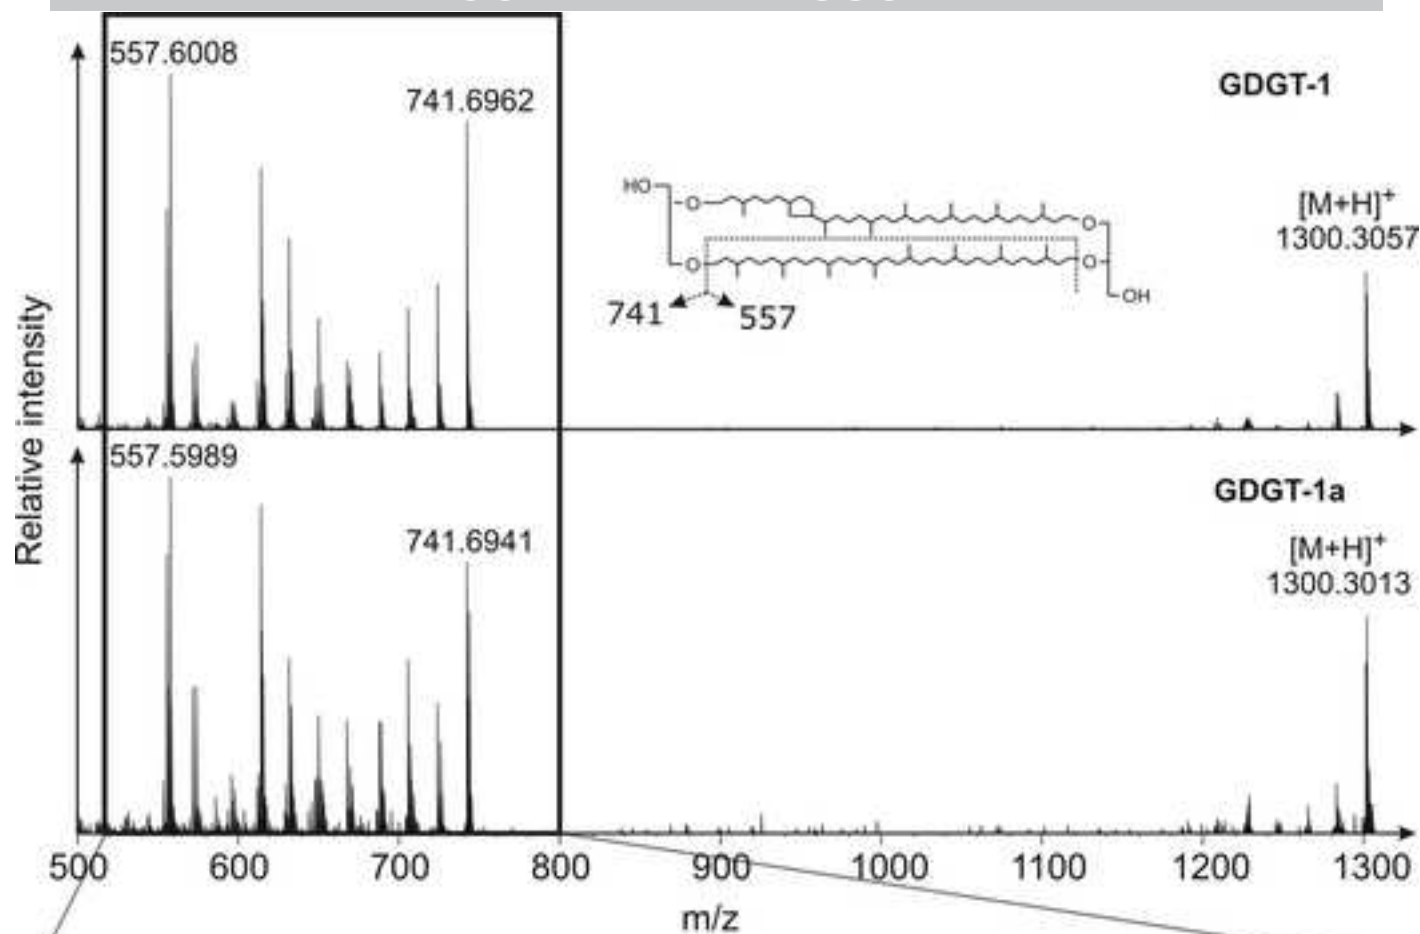 557.6008
741.6962
GDGT-1
HO
O
O
[M+H]+
1300.3057
O
O
OH
741
557
Relative intensity
557.5989
741.6941
GDGT-1a
[M+H]+
1300.3013
500 600 700 800 900 1000 1100 1200 1300
m/z